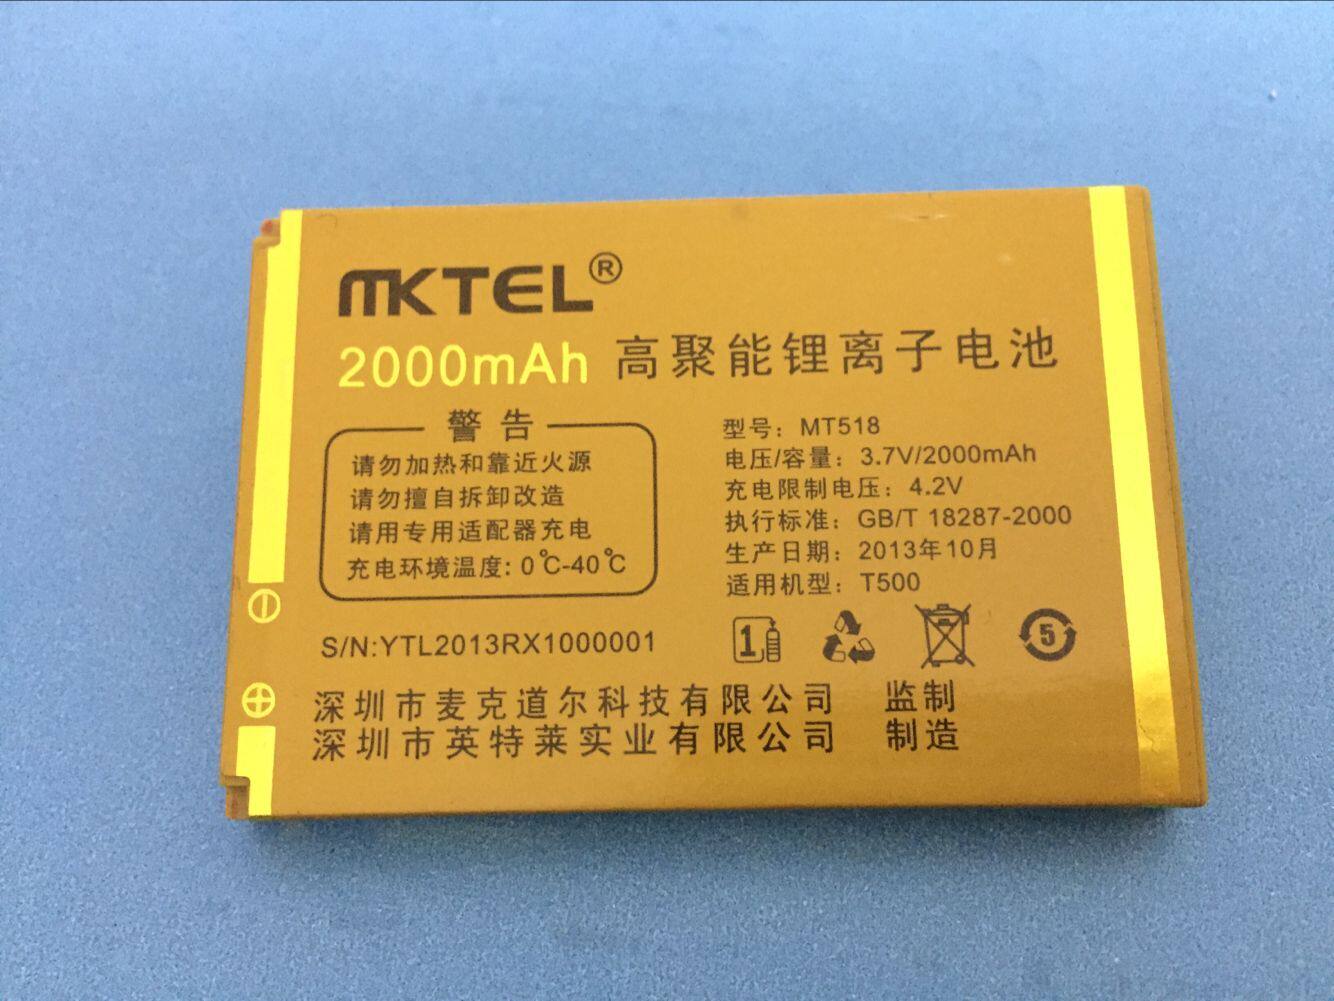 MKTEL®
2000mAh 高聚能锂离子电池
警告
请勿加热和靠近火源
请勿擅自拆卸改造
请用专用适配器充电
充电环境温度: 0℃-40℃
型号: MT518
电压/容量: 3.7V/2000mAh
充电限制电压: 4.2V
执行标准: GB/T 18287-2000
生产日期: 2013年10月
适用机型: T500
S/N:YTL2013RX1000001
1
5
深圳市麦克道尔科技有限公司 监制
深圳市英特莱实业有限公司 制造